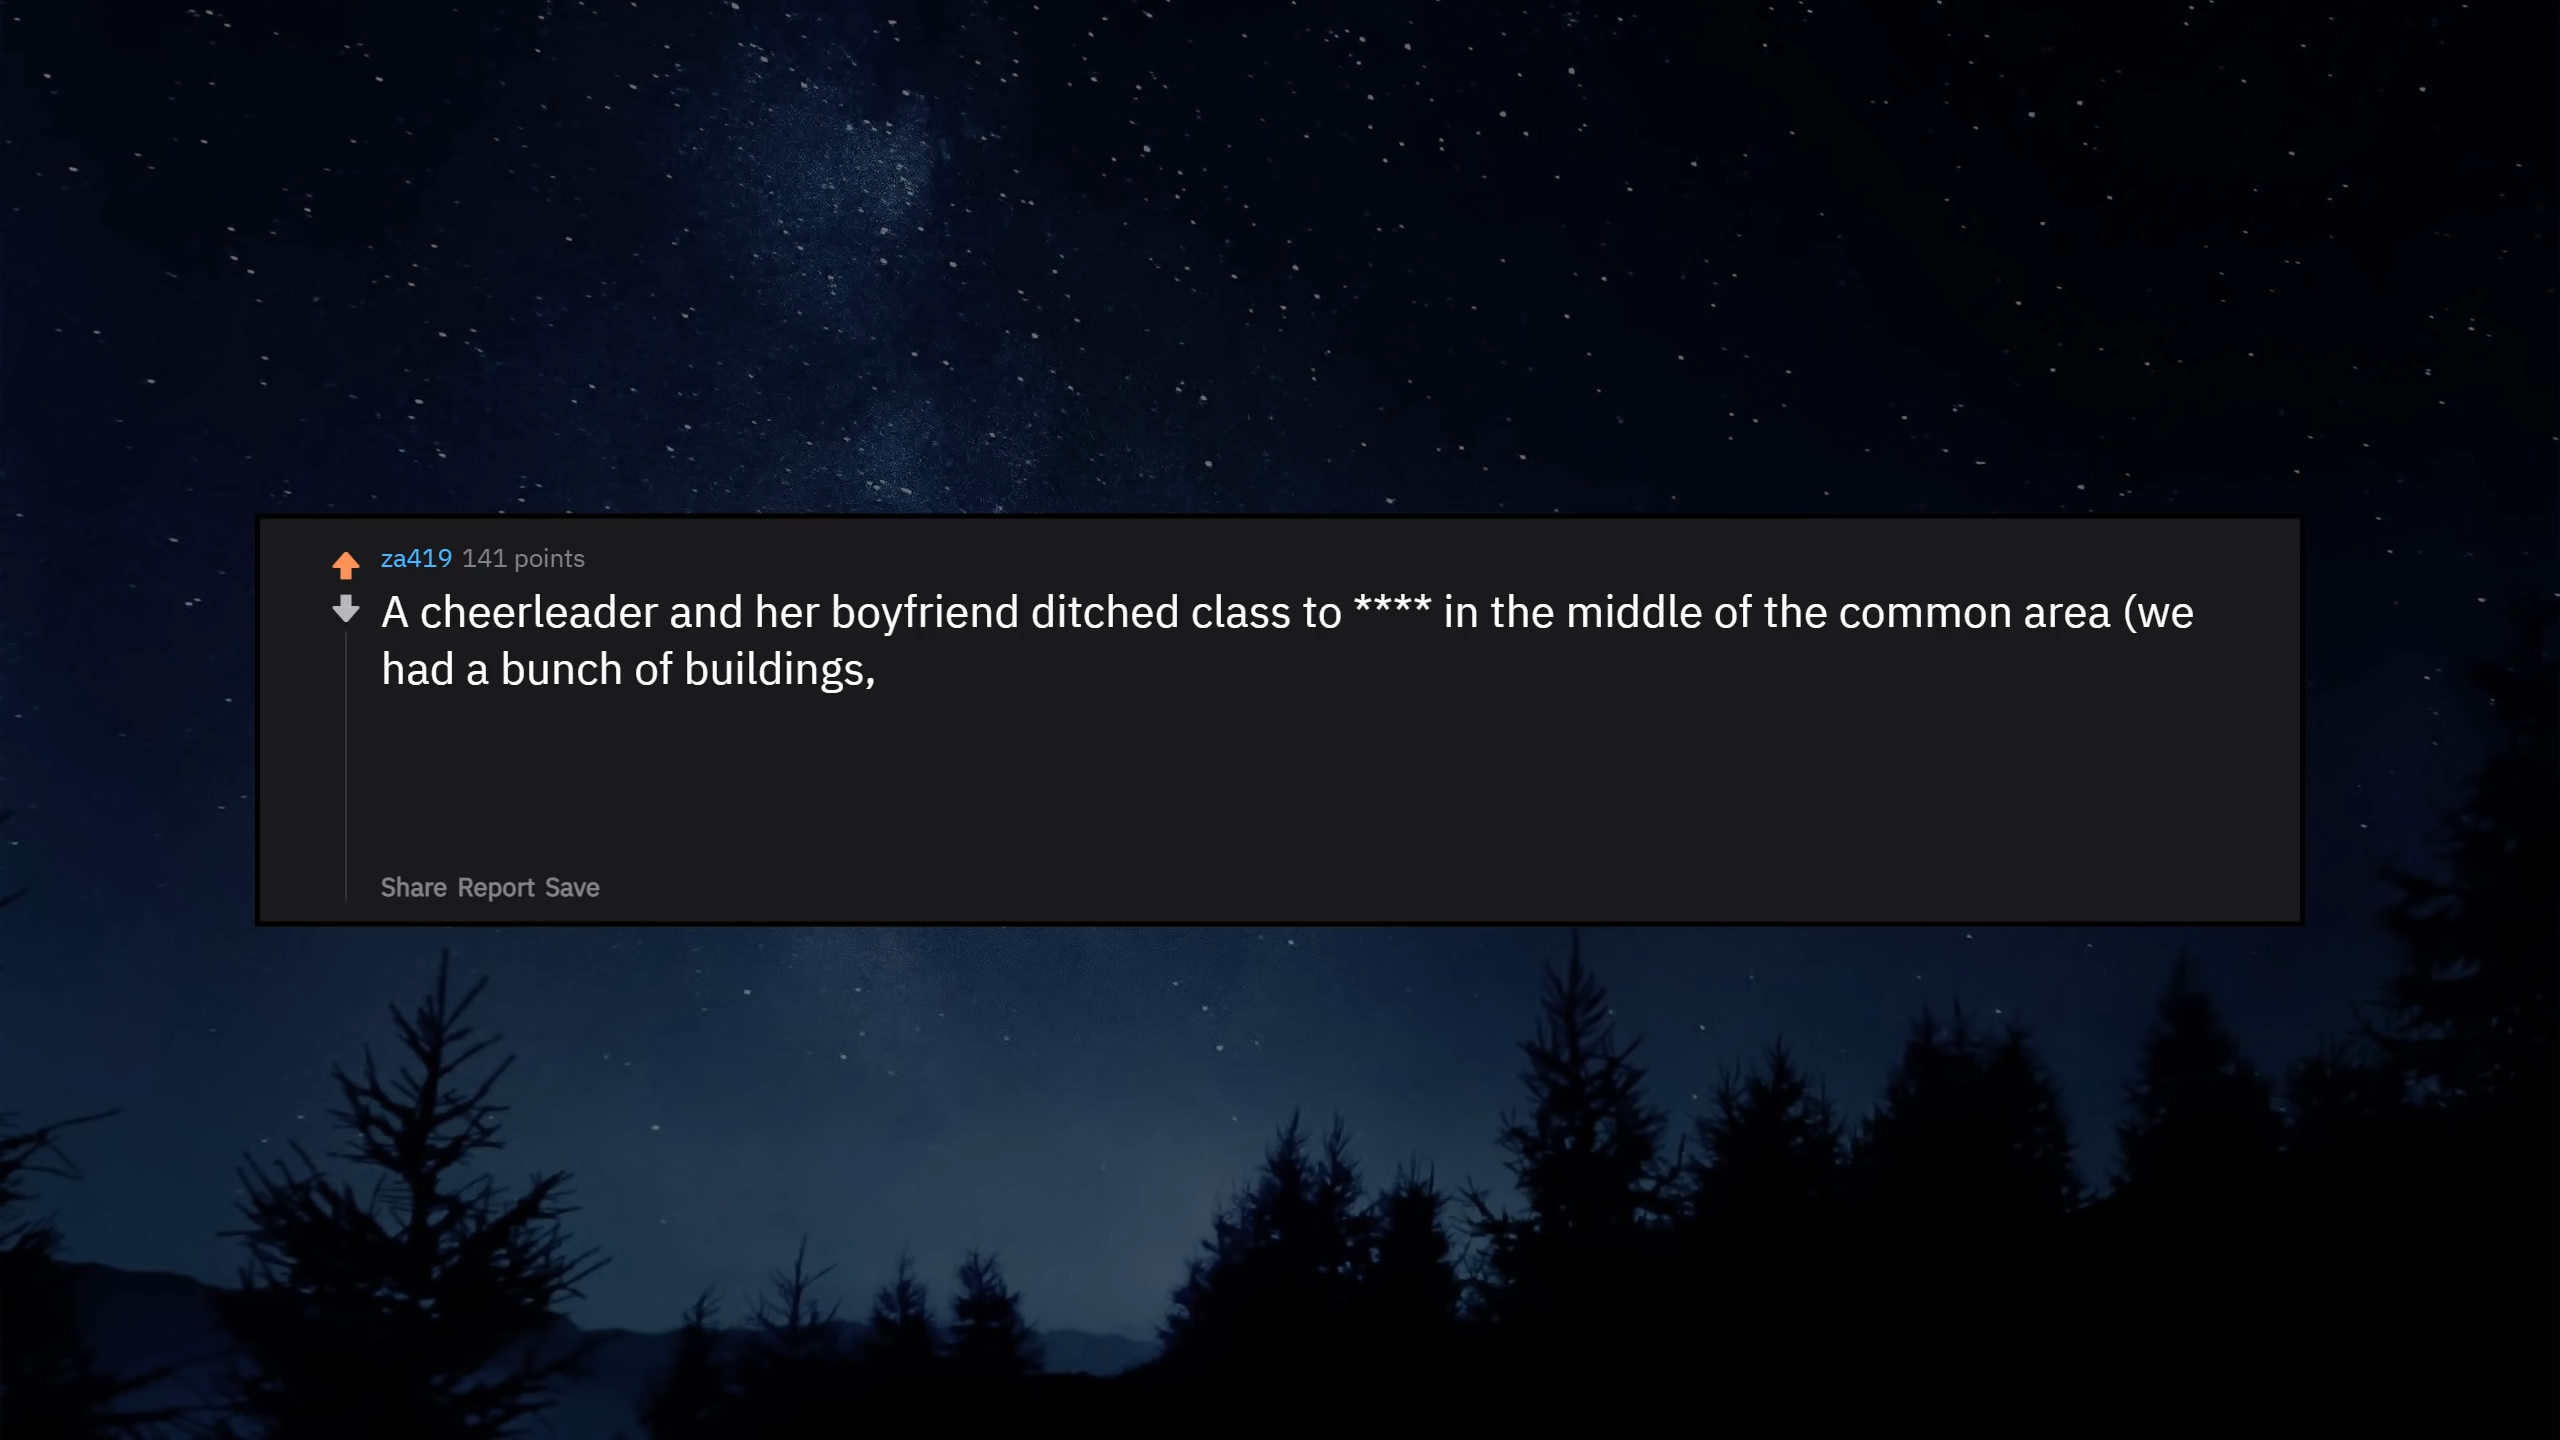 za419 141 points
A cheerleader and her boyfriend ditched class to **** in the middle of the common area (we
had a bunch of buildings,
Share Report Save